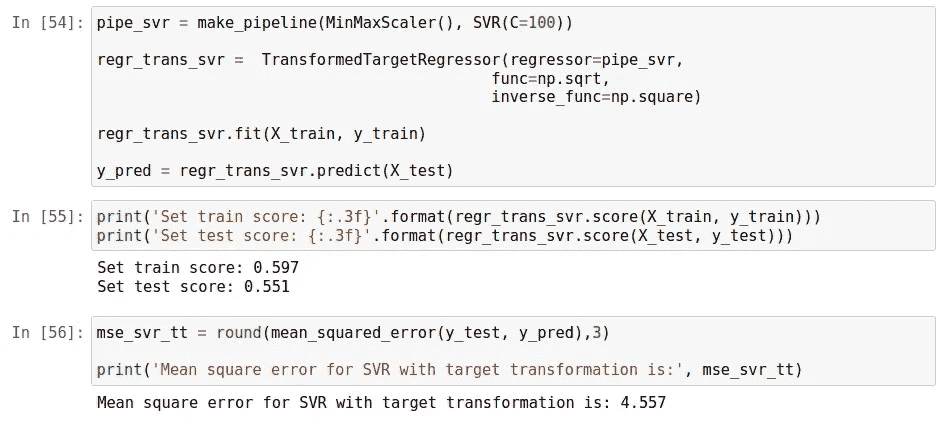 In [54]: pipe_svr = make_pipeline(MinMaxScaler(), SVR(C=100))
regr_trans_svr =  TransformedTargetRegressor(regressor=pipe_svr,
func=np.sqrt,
inverse_func=np.square)
regr_trans_svr.fit(X_train, y_train)
y_pred = regr_trans_svr.predict(X_test)
In [55]: print('Set train score: {:.3f}'.format(regr_trans_svr.score(X_train, y_train)))
print('Set test score: {:.3f}'.format(regr_trans_svr.score(X_test, y_test)))
Set train score: 0.597
Set test score: 0.551
In [56]: mse_svr_tt = round(mean_squared_error(y_test, y_pred),3)
print('Mean square error for SVR with target transformation is:', mse_svr_tt)
Mean square error for SVR with target transformation is: 4.557